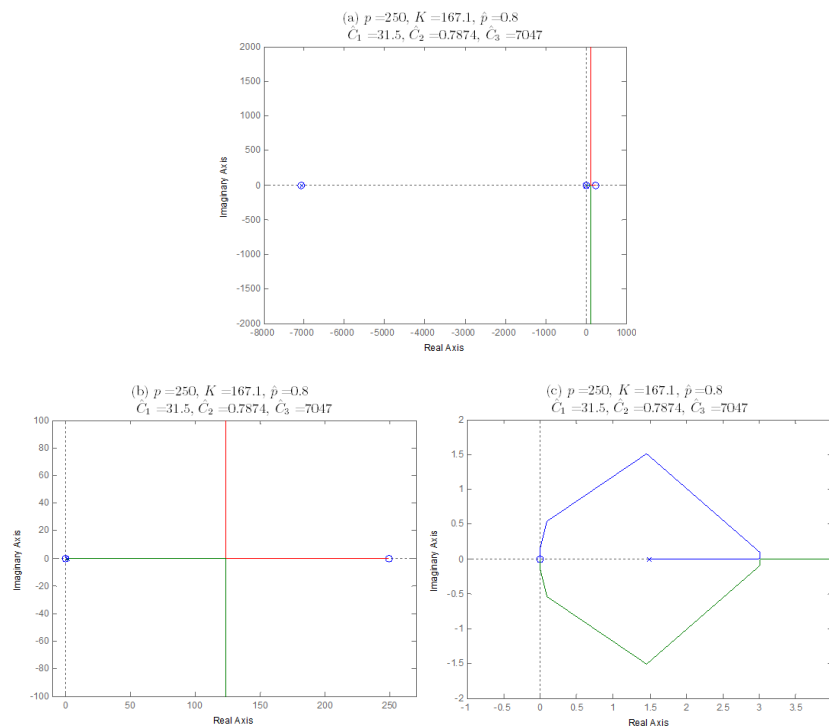 (a) p =250, K =167.1, p̂ =0.8
Ĉ₁ =31.5, Ĉ₂ =0.7874, Ĉ₃ =7047
2000
1500
1000
500
0
-500
-1000
-1500
-2000
Imaginary Axis
-8000 -7000 -6000 -5000 -4000 -3000 -2000 -1000 0 1000
Real Axis
(b) p =250, K =167.1, p̂ =0.8
Ĉ₁ =31.5, Ĉ₂ =0.7874, Ĉ₃ =7047
100
80
60
40
20
0
-20
-40
-60
-80
-100
Imaginary Axis
0 50 100 150 200 250
Real Axis
(c) p =250, K =167.1, p̂ =0.8
Ĉ₁ =31.5, Ĉ₂ =0.7874, Ĉ₃ =7047
2
1.5
1
0.5
0
-0.5
-1
-1.5
-2
Imaginary Axis
-1 -0.5 0 0.5 1 1.5 2 2.5 3 3.5
Real Axis